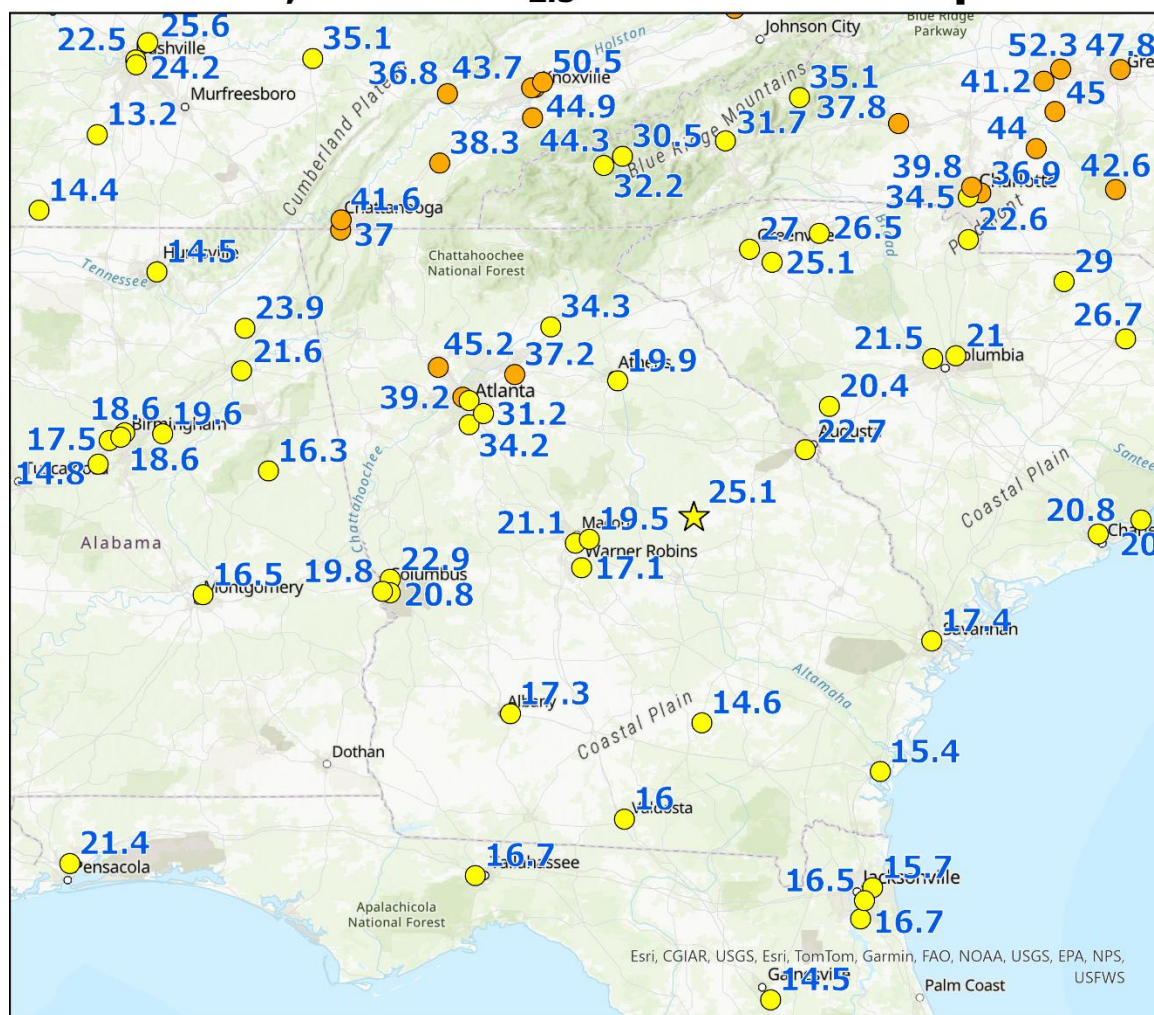 2.5
Johnson City
Blue Ridge
Parkway
25.6
22.5
24.2
Murfreesboro
13.2
35.1
Holston
50.5
43.7
36.8
Knoxville
44.9
Cumberland Plate
38.3
44.3
30.5
32.2
Blue Ridge Mountains
31.7
35.1
37.8
52.3
47.8
41.2
45
44
42.6
39.8
36.9
Charlotte
34.5
22.6
Piedmont
14.4
41.6
Chattanooga
37
14.5
Huntsville
Tennessee
Chattahoochee
National Forest
27
26.5
Greenville
25.1
Broad
29
26.7
23.9
21.6
34.3
45.2
37.2
Athens
19.9
39.2
Atlanta
31.2
34.2
21.5
21
Columbia
20.4
Augusta
22.7
18.6
19.6
Birmingham
17.5
18.6
14.8
16.3
Chattahoochee
Coastal Plain
Santee
Alabama
21.1
Macon
19.5
Warner Robins
17.1
25.1
20.8
20
16.5
Montgomery
19.8
22.9
Columbus
20.8
17.4
Savannah
Altamaha
17.3
Albany
Coastal Plain
14.6
Dothan
15.4
16
Valdosta
21.4
Pensacola
16.7
Tallahassee
Apalachicola
National Forest
16.5
15.7
Jacksonville
16.7
Esri, CGIAR, USGS, Esri, TomTom, Garmin, FAO, NOAA, USGS, EPA, NPS,
USFWS
Gainesville
14.5
Palm Coast